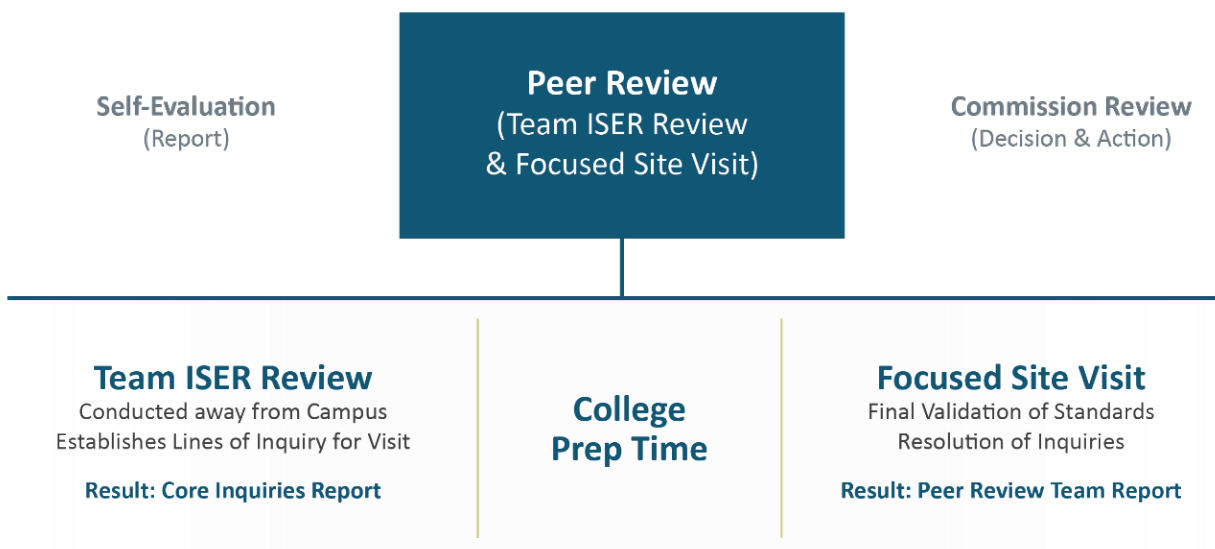 Self-Evaluation
(Report)
Peer Review
(Team ISER Review
& Focused Site Visit)
Commission Review
(Decision & Action)
Team ISER Review
Conducted away from Campus
Establishes Lines of Inquiry for Visit
Result: Core Inquiries Report
College
Prep Time
Focused Site Visit
Final Validation of Standards
Resolution of Inquiries
Result: Peer Review Team Report